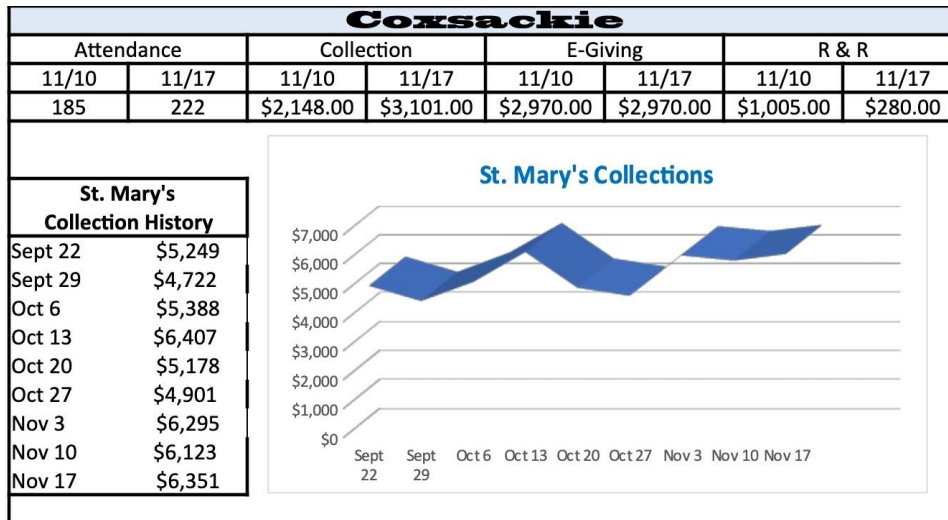 Coxsackie
Attendance Collection E-Giving R & R
11/10 11/17 11/10 11/17 11/10 11/17 11/10 11/17
185 222 $2,148.00 $3,101.00 $2,970.00 $2,970.00 $1,005.00 $280.00
St. Mary's
Collection History
Sept 22 $5,249
Sept 29 $4,722
Oct 6 $5,388
Oct 13 $6,407
Oct 20 $5,178
Oct 27 $4,901
Nov 3 $6,295
Nov 10 $6,123
Nov 17 $6,351
St. Mary's Collections
$7,000
$6,000
$5,000
$4,000
$3,000
$2,000
$1,000
$0
Sept Sept Oct 6 Oct 13 Oct 20 Oct 27 Nov 3 Nov 10 Nov 17
22 29